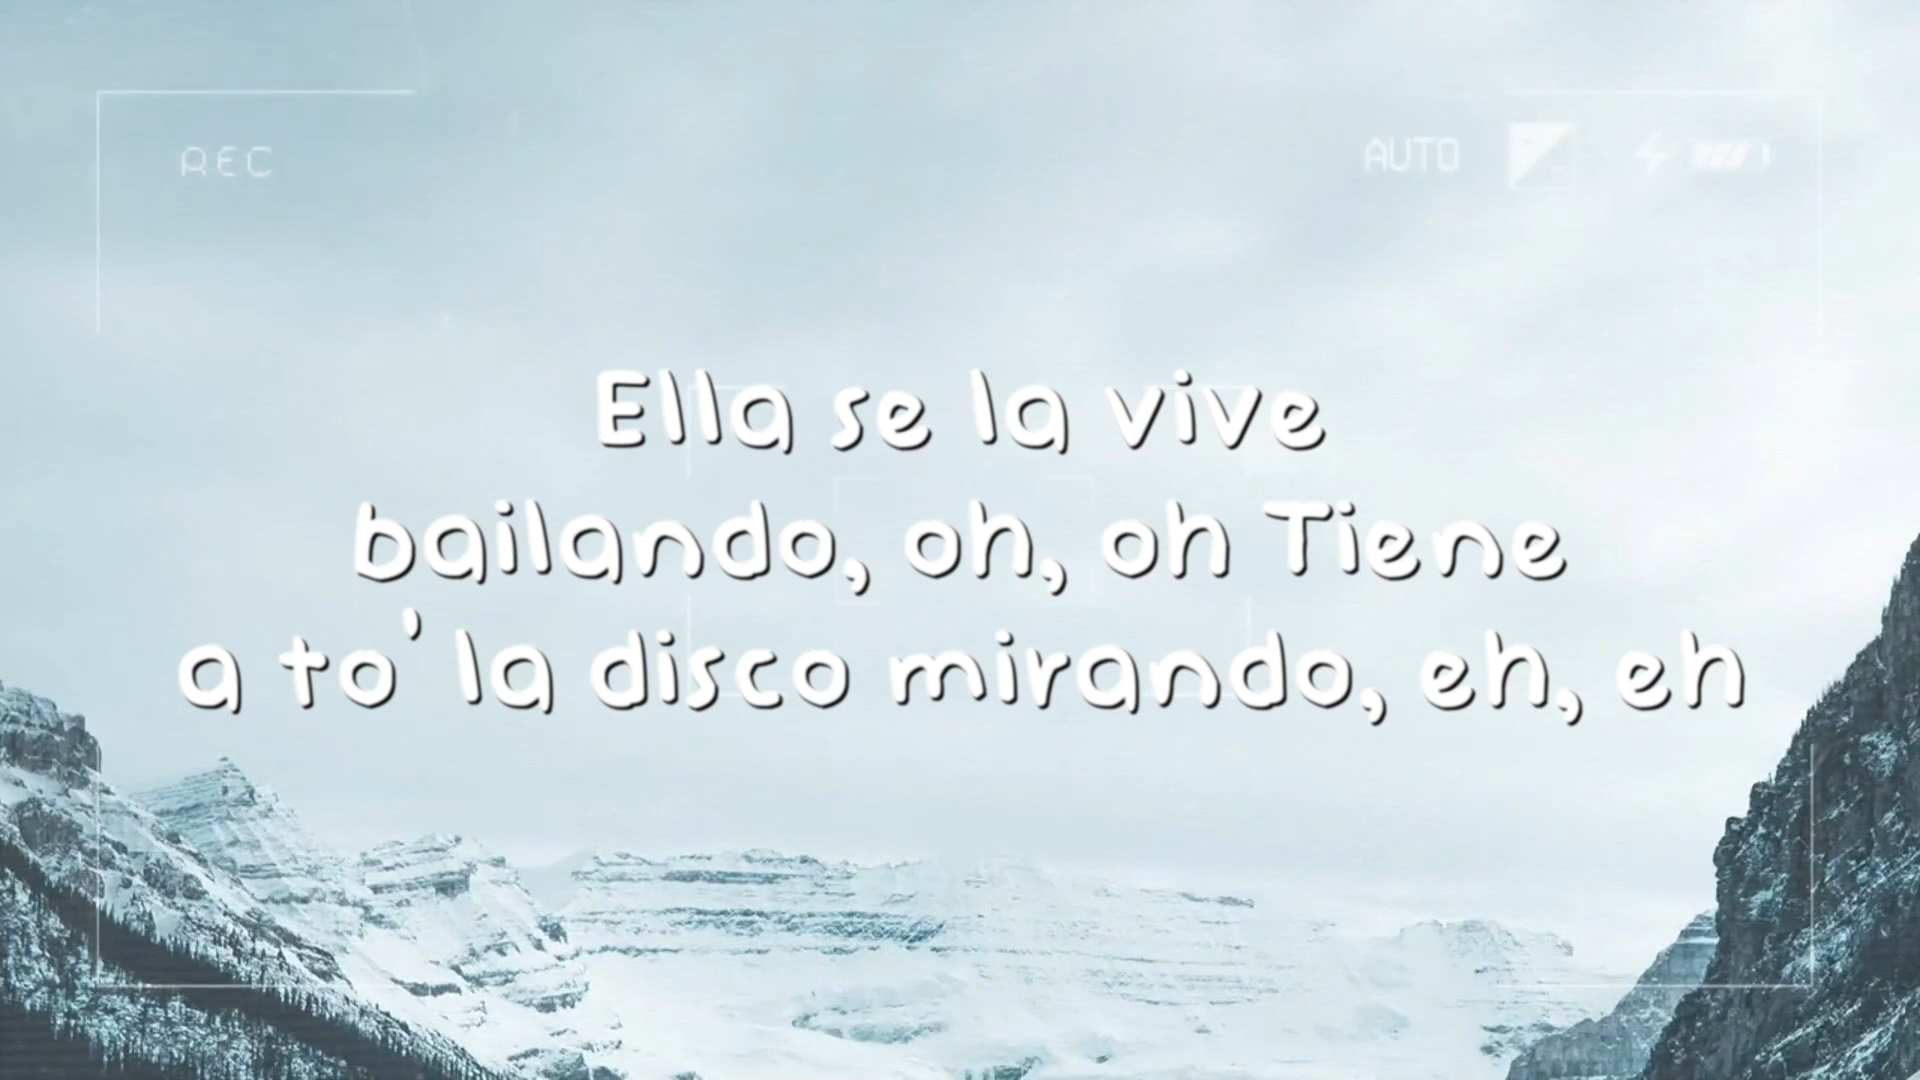 REC
AUTO
Ella se la vive
bailando, oh, oh Tiene
a to' la disco mirando, eh, eh